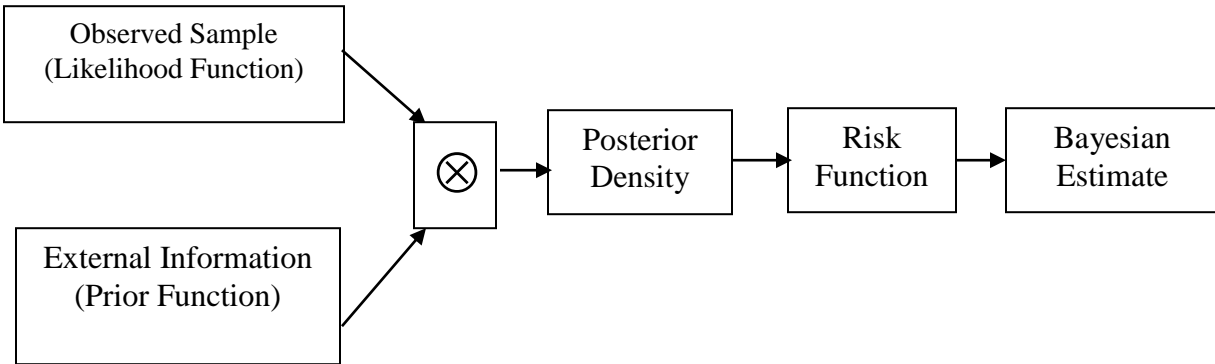 Observed Sample
(Likelihood Function)
External Information
(Prior Function)
⊗
Posterior
Density
Risk
Function
Bayesian
Estimate